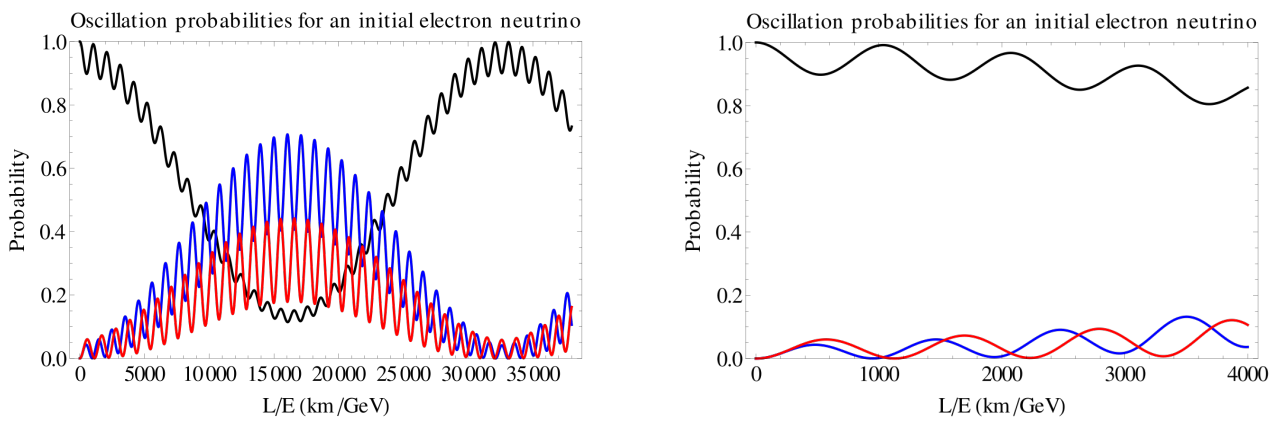 Oscillation probabilities for an initial electron neutrino
Probability
1.0
0.8
0.6
0.4
0.2
0.0
0 5000 10000 15000 20000 25000 30000 35000
L/E (km/GeV)
Oscillation probabilities for an initial electron neutrino
Probability
1.0
0.8
0.6
0.4
0.2
0.0
0 1000 2000 3000 4000
L/E (km/GeV)